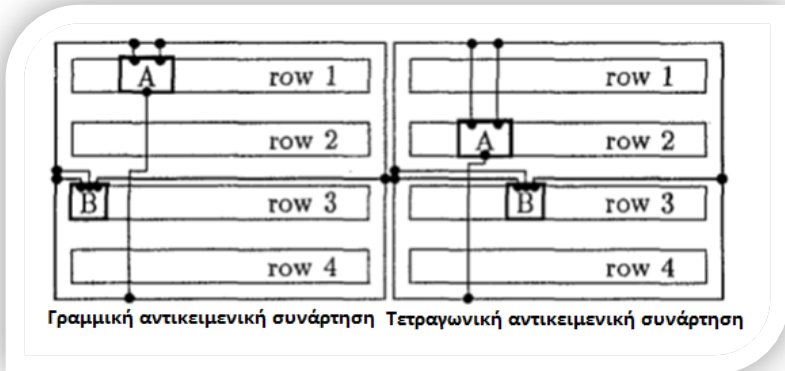 A row 1 row 1
row 2 A row 2
B row 3 B row 3
row 4 row 4
Γραμμική αντικειμενική συνάρτηση Τετραγωνική αντικειμενική συνάρτηση